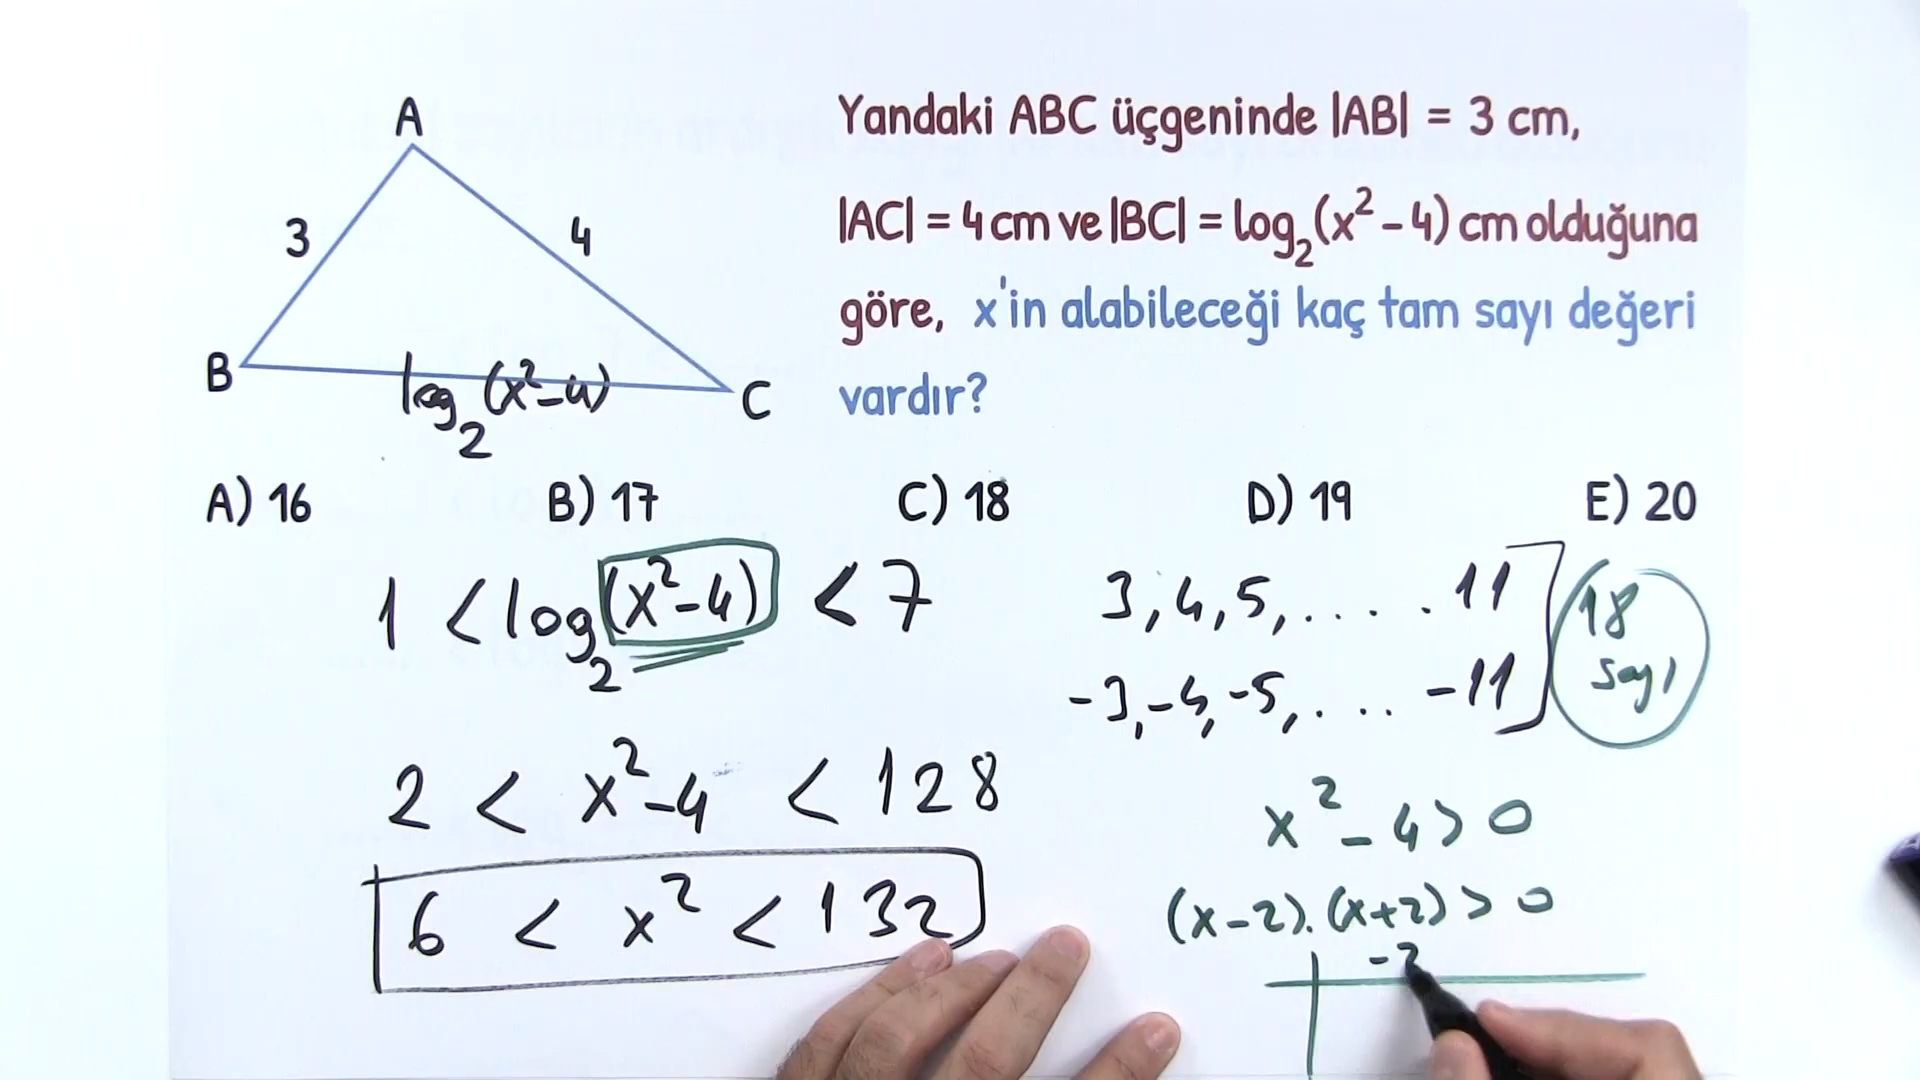 A
3
4
B
C
log₂(x²-4)
Yandaki ABC üçgeninde |AB| = 3 cm,
|AC| = 4 cm ve |BC| = log₂(x² - 4) cm olduğuna
göre, x'in alabileceği kaç tam sayı değeri
vardır?
A) 16 B) 17 C) 18 D) 19 E) 20
1 < log₂(x²-4) < 7
2 < x²-4 < 128
6 < x² < 132
3, 4, 5, . . . . 11
-3, -4, -5, . . . -11
18
sayı
x² - 4 > 0
(x-2).(x+2) > 0
-2